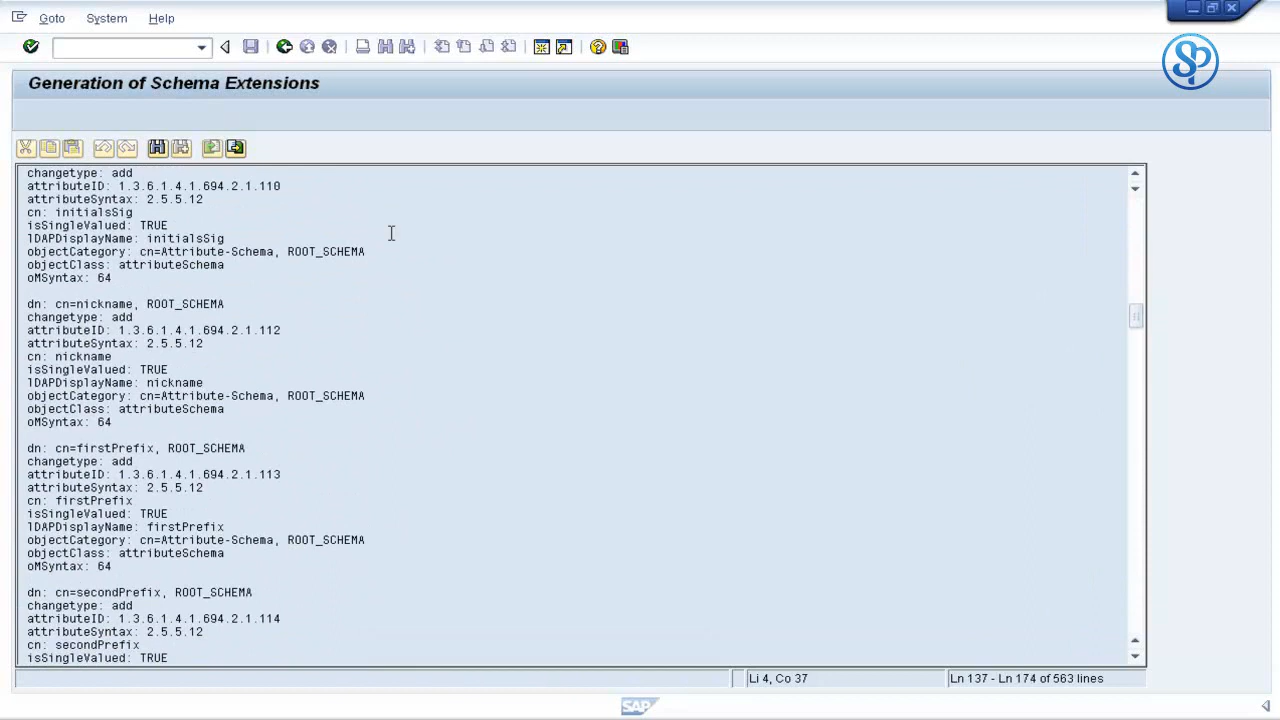 Goto System Help
SP
Generation of Schema Extensions
changetype: add
attributeID: 1.3.6.1.4.1.694.2.1.110
attributeSyntax: 2.5.5.12
cn: initialsSig
isSingleValued: TRUE
lDAPDisplayName: initialsSig
objectCategory: cn=Attribute-Schema, ROOT_SCHEMA
objectClass: attributeSchema
oMSyntax: 64
dn: cn=nickname, ROOT_SCHEMA
changetype: add
attributeID: 1.3.6.1.4.1.694.2.1.112
attributeSyntax: 2.5.5.12
cn: nickname
isSingleValued: TRUE
lDAPDisplayName: nickname
objectCategory: cn=Attribute-Schema, ROOT_SCHEMA
objectClass: attributeSchema
oMSyntax: 64
dn: cn=firstPrefix, ROOT_SCHEMA
changetype: add
attributeID: 1.3.6.1.4.1.694.2.1.113
attributeSyntax: 2.5.5.12
cn: firstPrefix
isSingleValued: TRUE
lDAPDisplayName: firstPrefix
objectCategory: cn=Attribute-Schema, ROOT_SCHEMA
objectClass: attributeSchema
oMSyntax: 64
dn: cn=secondPrefix, ROOT_SCHEMA
changetype: add
attributeID: 1.3.6.1.4.1.694.2.1.114
attributeSyntax: 2.5.5.12
cn: secondPrefix
isSingleValued: TRUE
Li 4, Co 37 Ln 137 - Ln 174 of 563 lines
SAP